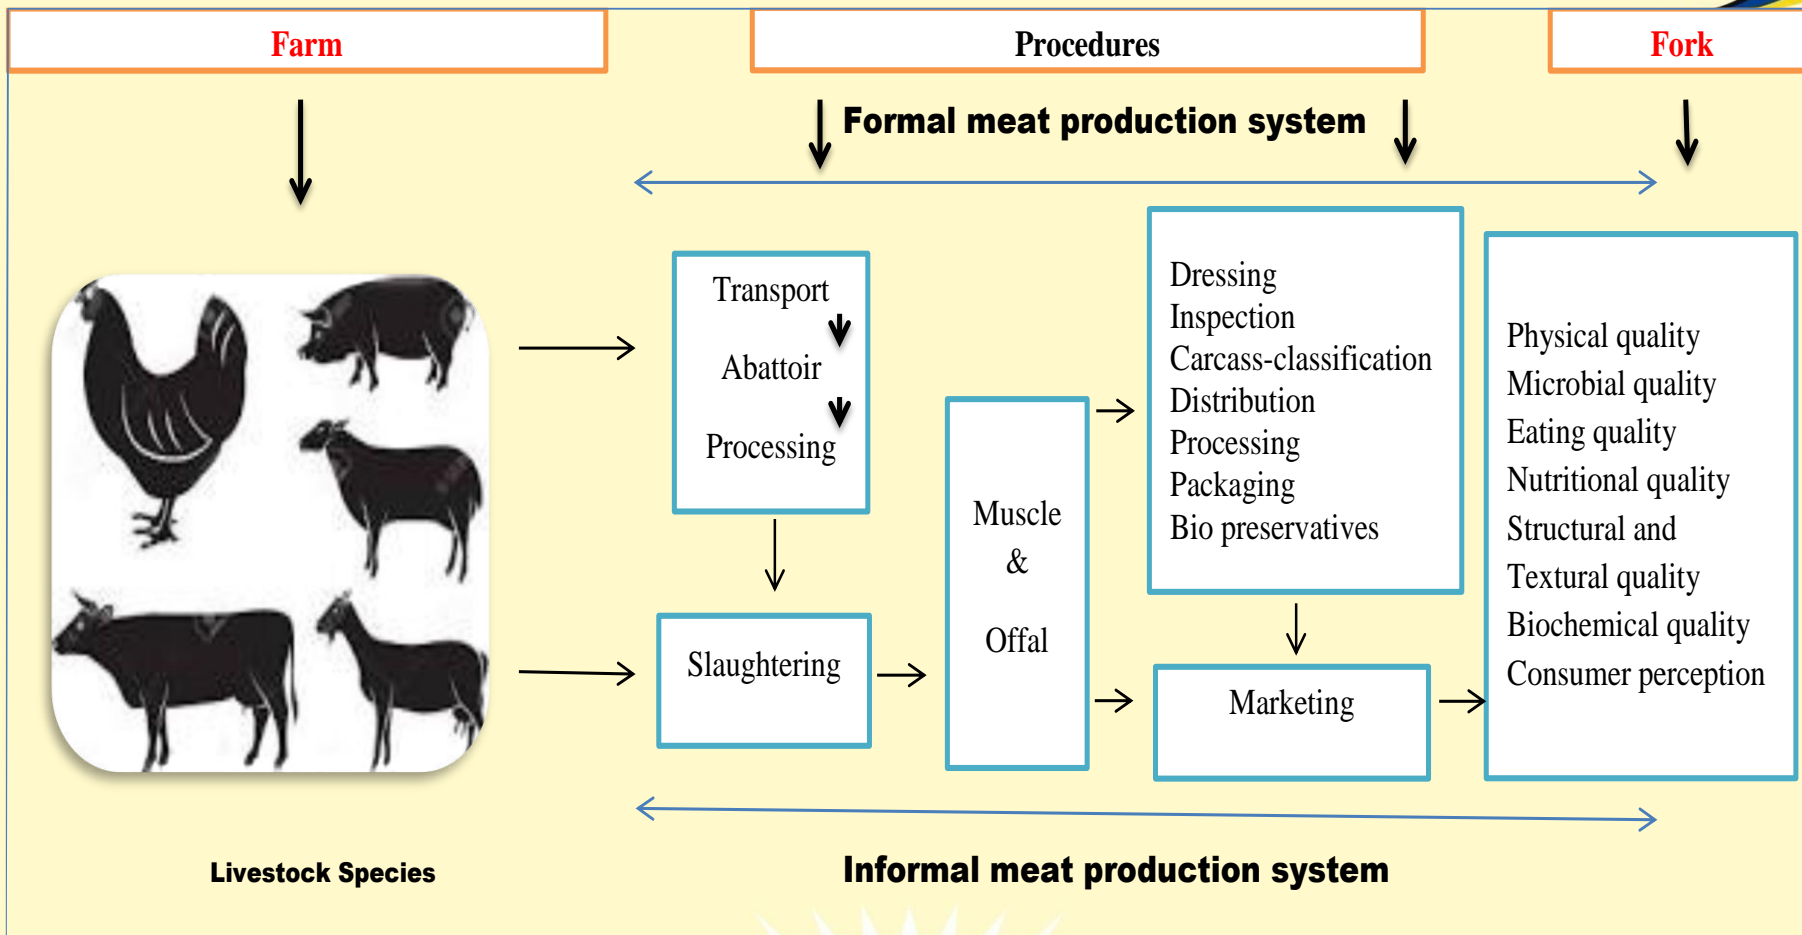 Farm
Procedures
Fork
Formal meat production system
Transport
Abattoir
Processing
Slaughtering
Muscle
&
Offal
Dressing
Inspection
Carcass-classification
Distribution
Processing
Packaging
Bio preservatives
Marketing
Physical quality
Microbial quality
Eating quality
Nutritional quality
Structural and
Textural quality
Biochemical quality
Consumer perception
Livestock Species
Informal meat production system